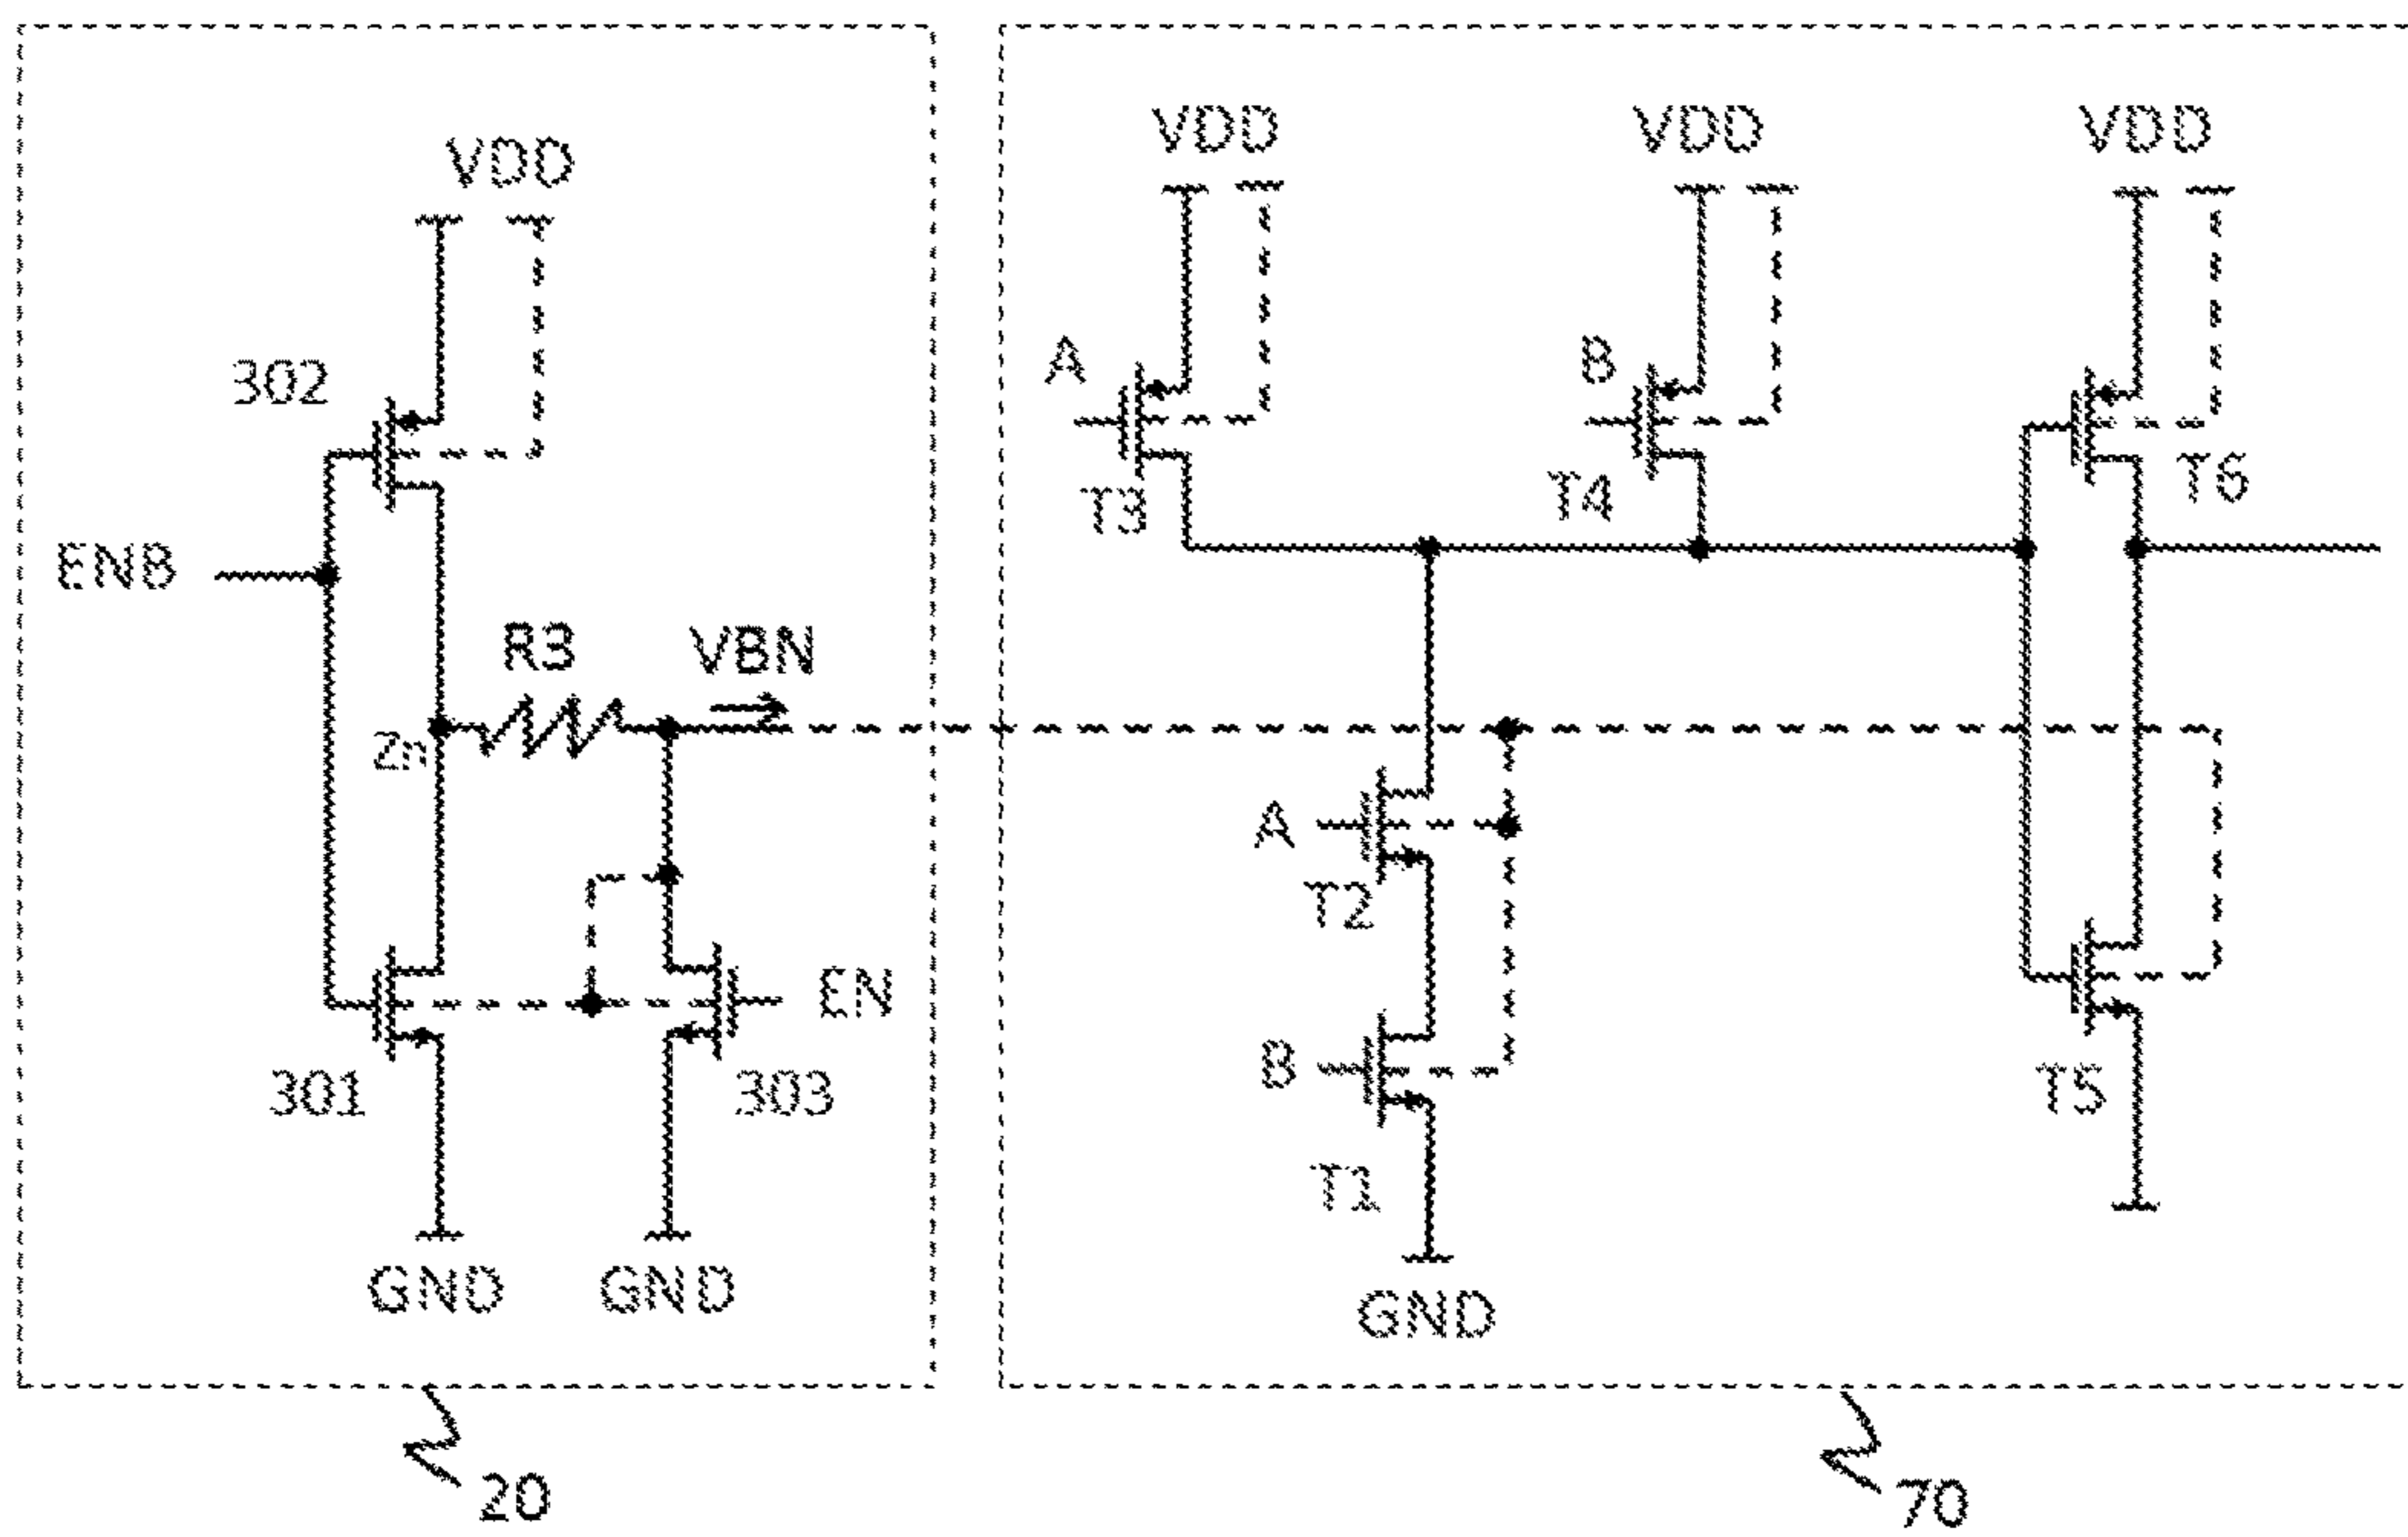 VDD
VDD
VDD
VDD
302
A
B
T3
T4
T6
ENB
R3
VBN
Zn
A
T2
EN
301
303
B
T5
T1
GND
GND
GND
20
70